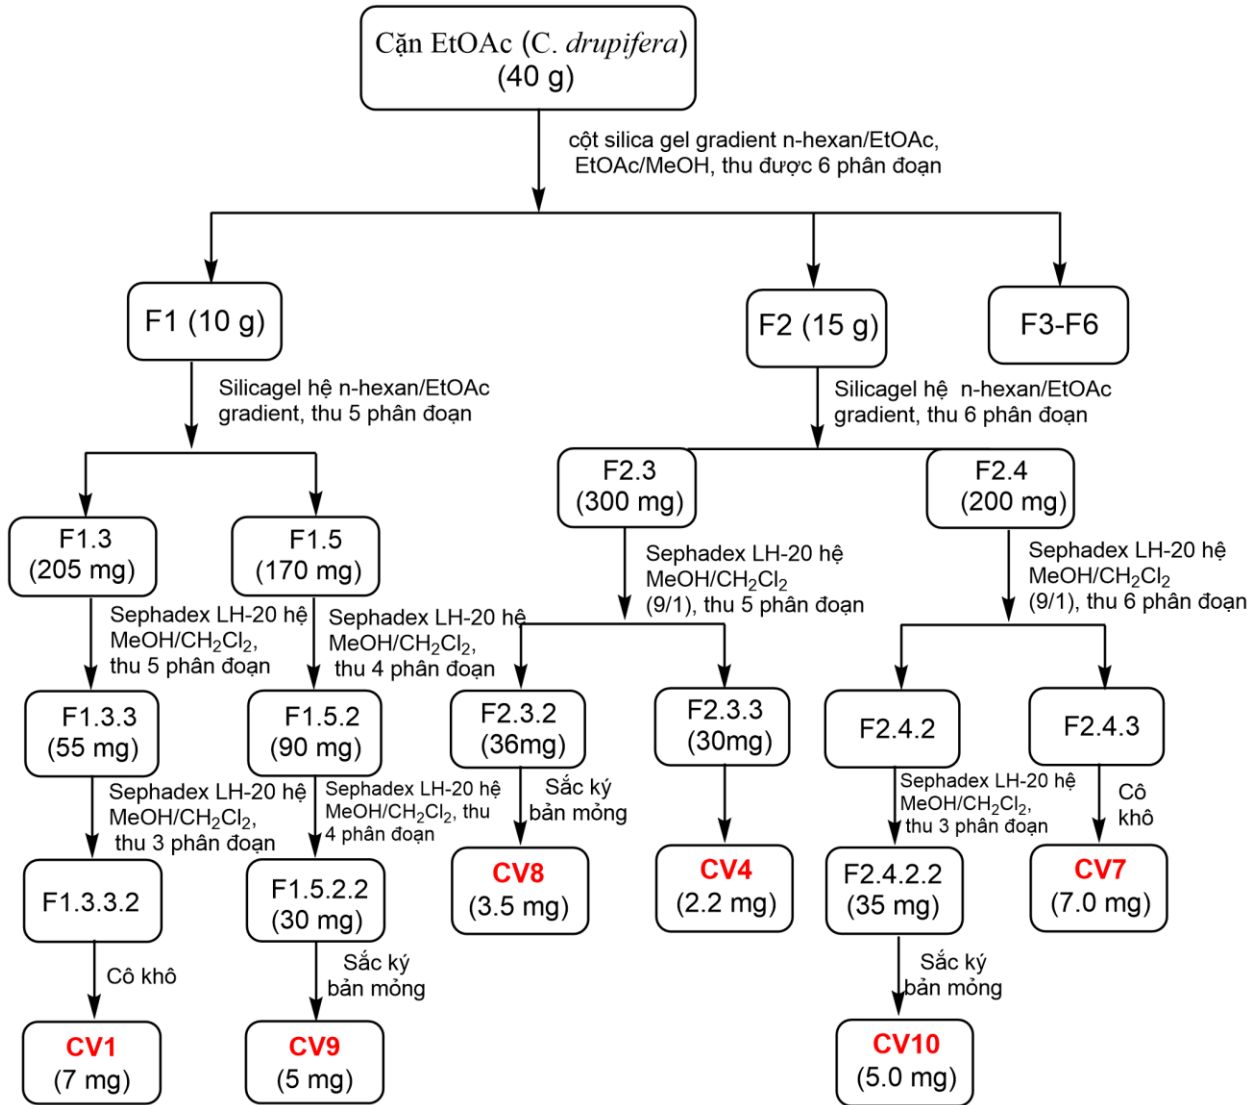 Cặn EtOAc (C. drupifera)
(40 g)
cột silica gel gradient n-hexan/EtOAc,
EtOAc/MeOH, thu được 6 phân đoạn
F1 (10 g)
F2 (15 g)
F3-F6
Silicagel hệ n-hexan/EtOAc
gradient, thu 5 phân đoạn
Silicagel hệ n-hexan/EtOAc
gradient, thu 6 phân đoạn
F1.3
(205 mg)
F1.5
(170 mg)
F2.3
(300 mg)
F2.4
(200 mg)
Sephadex LH-20 hệ
MeOH/CH₂Cl₂,
thu 5 phân đoạn
Sephadex LH-20 hệ
MeOH/CH₂Cl₂,
thu 4 phân đoạn
Sephadex LH-20 hệ
MeOH/CH₂Cl₂
(9/1), thu 5 phân đoạn
Sephadex LH-20 hệ
MeOH/CH₂Cl₂
(9/1), thu 6 phân đoạn
F1.3.3
(55 mg)
F1.5.2
(90 mg)
F2.3.2
(36mg)
F2.3.3
(30mg)
F2.4.2
F2.4.3
Sephadex LH-20 hệ
MeOH/CH₂Cl₂,
thu 3 phân đoạn
Sephadex LH-20 hệ
MeOH/CH₂Cl₂, thu
4 phân đoạn
Sắc ký
bản mỏng
Sephadex LH-20 hệ
MeOH/CH₂Cl₂,
thu 3 phân đoạn
Cô
khô
F1.3.3.2
F1.5.2.2
(30 mg)
CV8
(3.5 mg)
CV4
(2.2 mg)
F2.4.2.2
(35 mg)
CV7
(7.0 mg)
Cô khô
Sắc ký
bản mỏng
Sắc ký
bản mỏng
CV1
(7 mg)
CV9
(5 mg)
CV10
(5.0 mg)